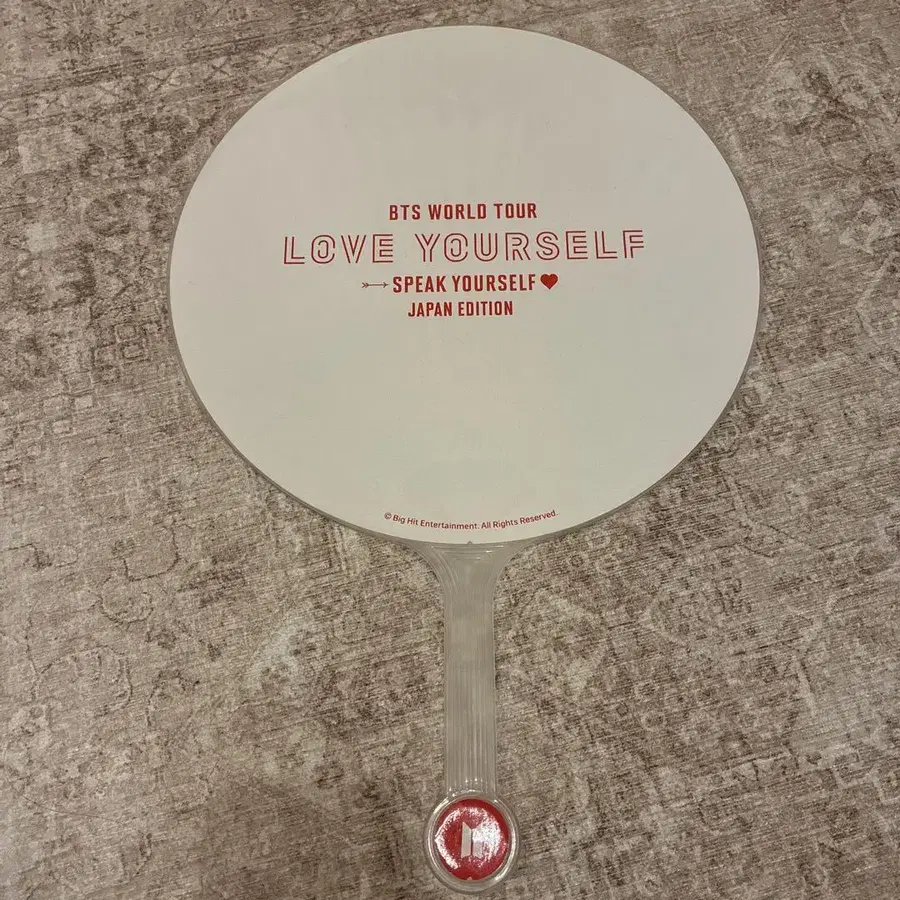 BTS WORLD TOUR
LOVE YOURSELF
SPEAK YOURSELF
JAPAN EDITION
© Big Hit Entertainment. All Rights Reserved.